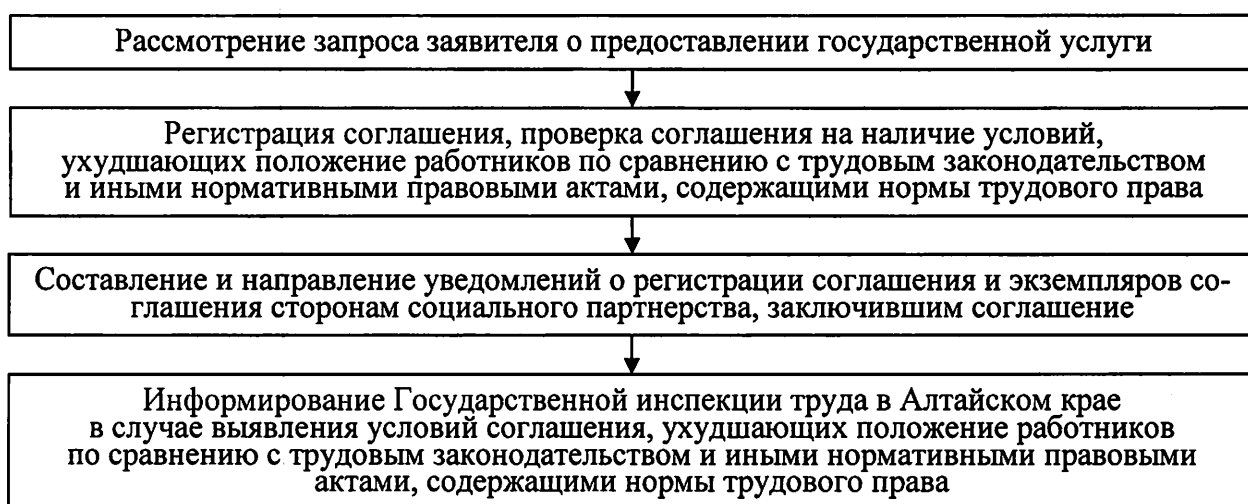 Рассмотрение запроса заявителя о предоставлении государственной услуги
Регистрация соглашения, проверка соглашения на наличие условий,
ухудшающих положение работников по сравнению с трудовым законодательством
и иными нормативными правовыми актами, содержащими нормы трудового права
Составление и направление уведомлений о регистрации соглашения и экземпляров со-
глашения сторонам социального партнерства, заключившим соглашение
Информирование Государственной инспекции труда в Алтайском крае
в случае выявления условий соглашения, ухудшающих положение работников
по сравнению с трудовым законодательством и иными нормативными правовыми
актами, содержащими нормы трудового права